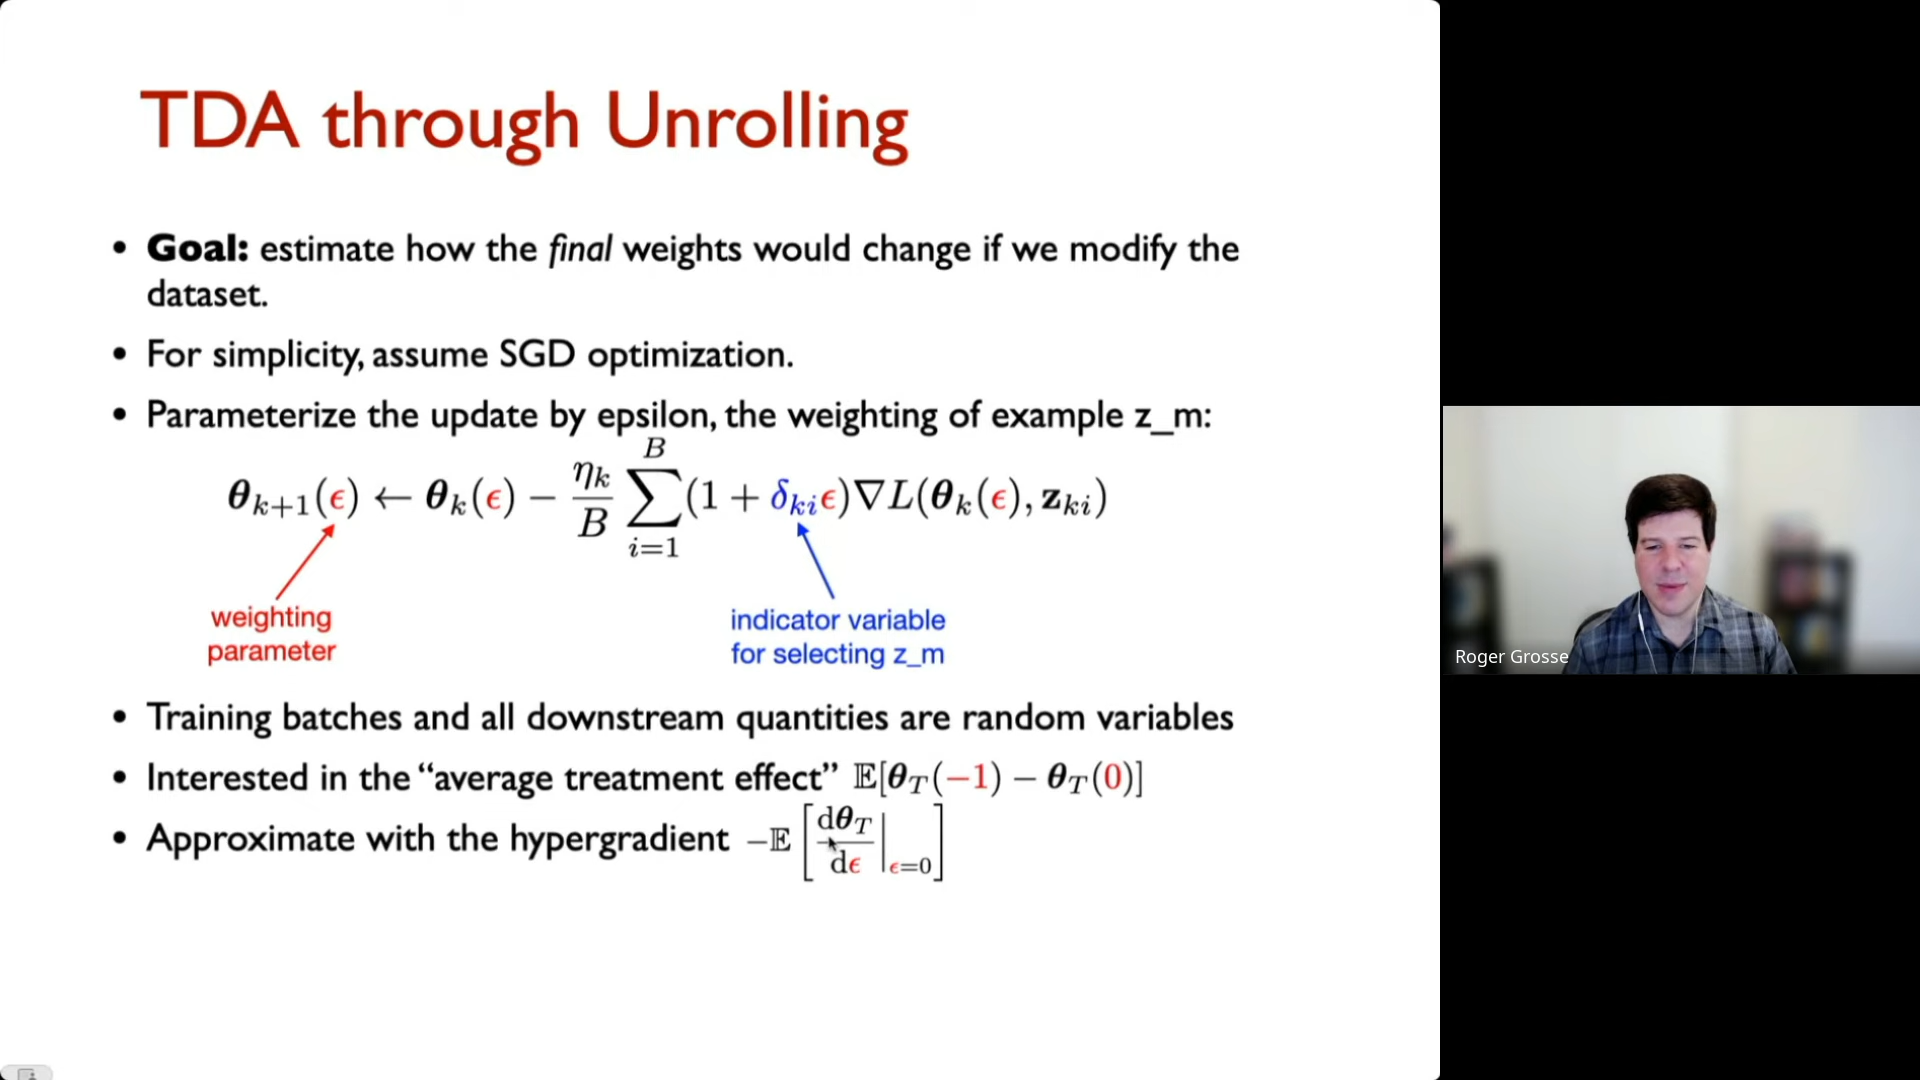 TDA through Unrolling
• Goal: estimate how the final weights would change if we modify the
dataset.
• For simplicity, assume SGD optimization.
• Parameterize the update by epsilon, the weighting of example z_m:
θ_{k+1}(ϵ) ← θ_k(ϵ) − \frac{η_k}{B} \sum_{i=1}^{B} (1 + δ_{ki}ϵ)∇L(θ_k(ϵ), z_{ki})
weighting
parameter
indicator variable
for selecting z_m
• Training batches and all downstream quantities are random variables
• Interested in the “average treatment effect” 𝔼[θ_T(−1) − θ_T(0)]
• Approximate with the hypergradient −𝔼[\frac{dθ_T}{dϵ}|_{ϵ=0}]
Roger Grosse